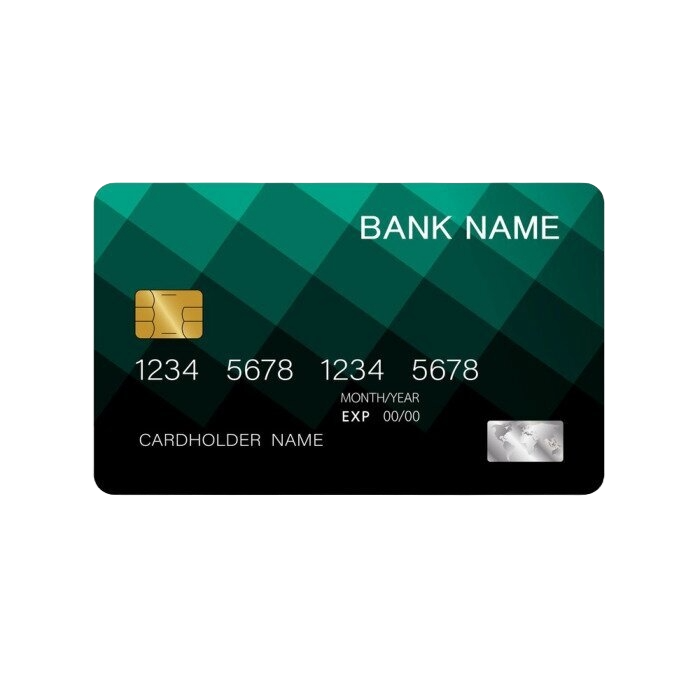 BANK NAME
1234 5678 1234 5678
MONTH/YEAR
EXP 00/00
CARDHOLDER NAME